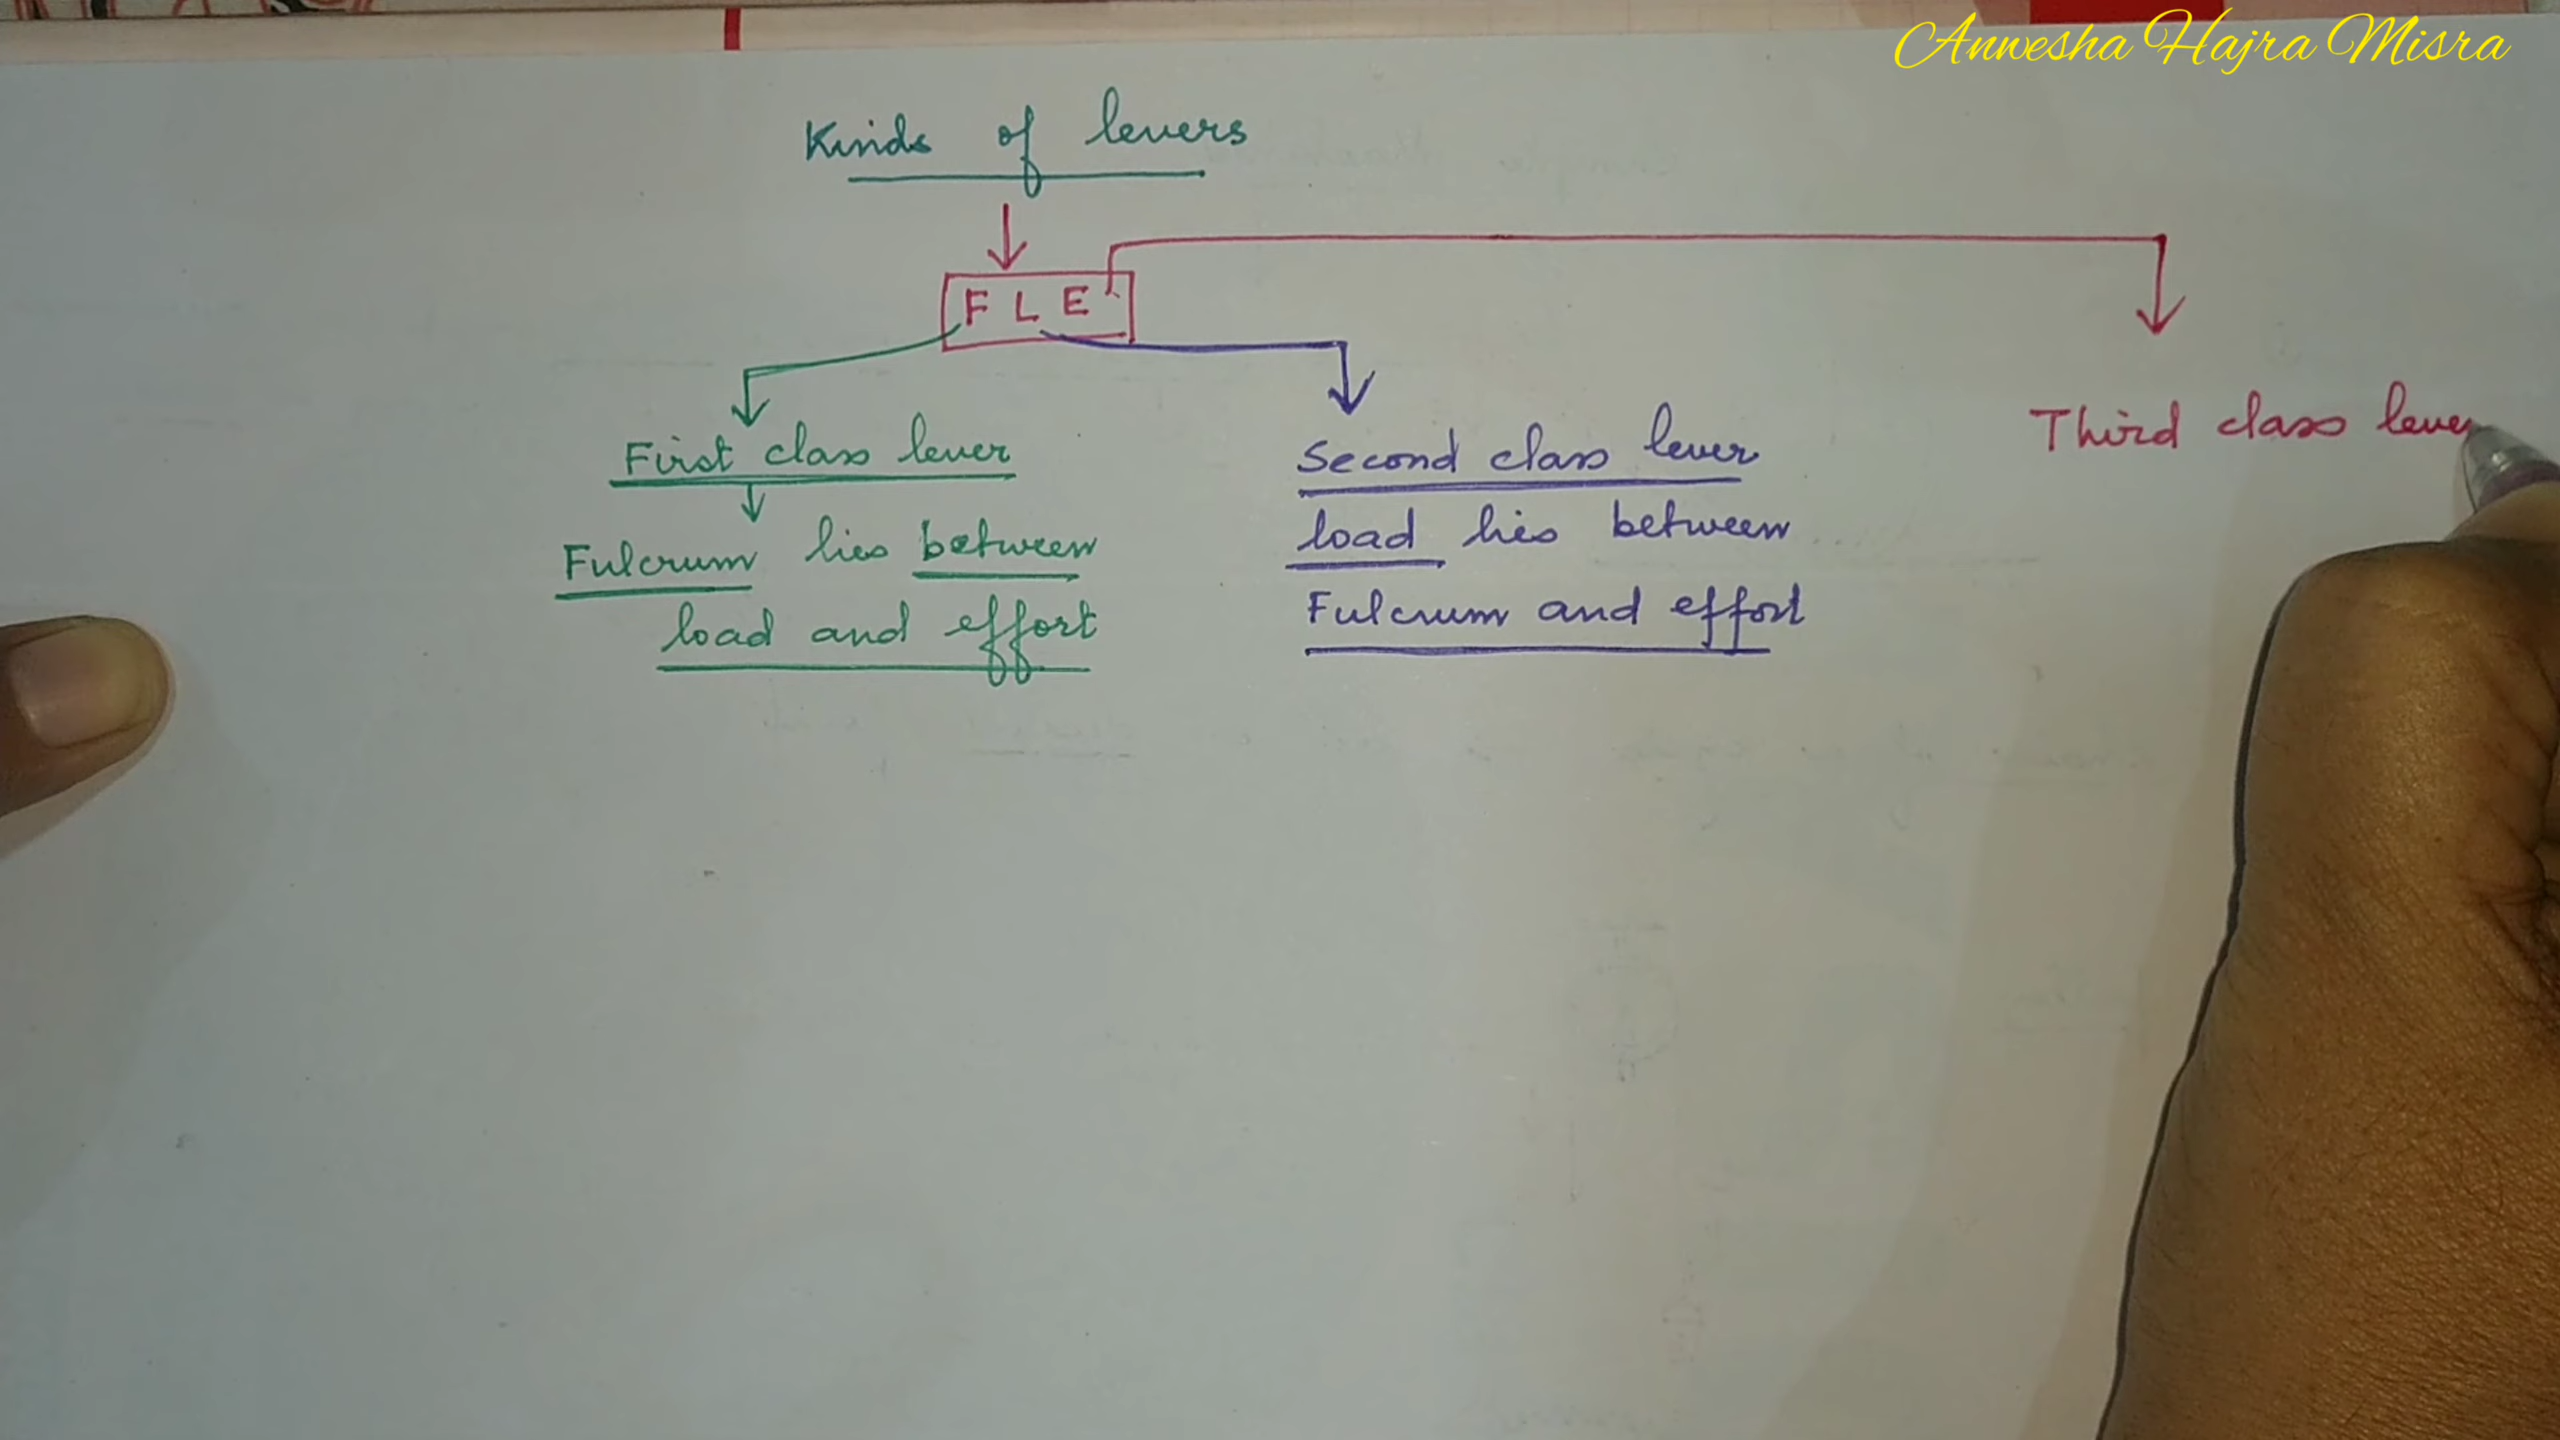 Anwesha Hajra Misra
Kinds of levers
F L E
First class lever
Fulcrum lies between
load and effort
Second class lever
load lies between
Fulcrum and effort
Third class lever